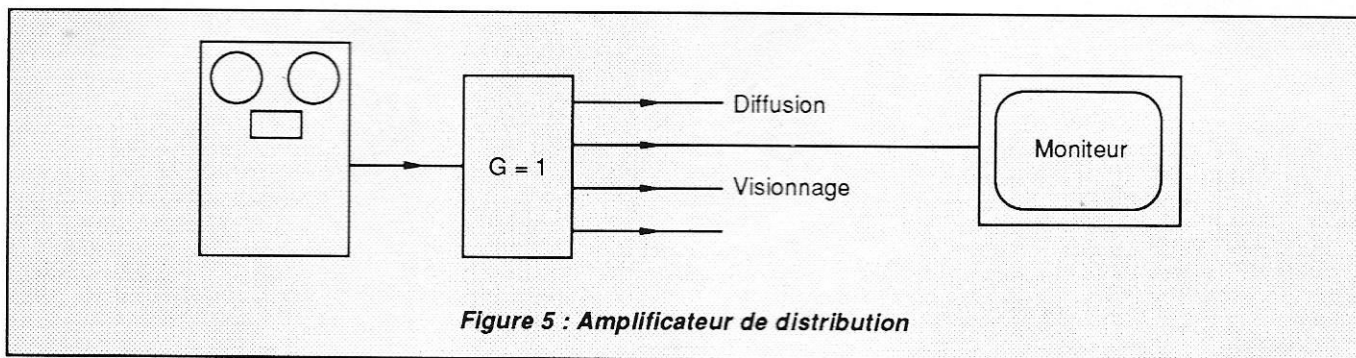 Diffusion
G = 1
Moniteur
Visionnage
Figure 5 : Amplificateur de distribution